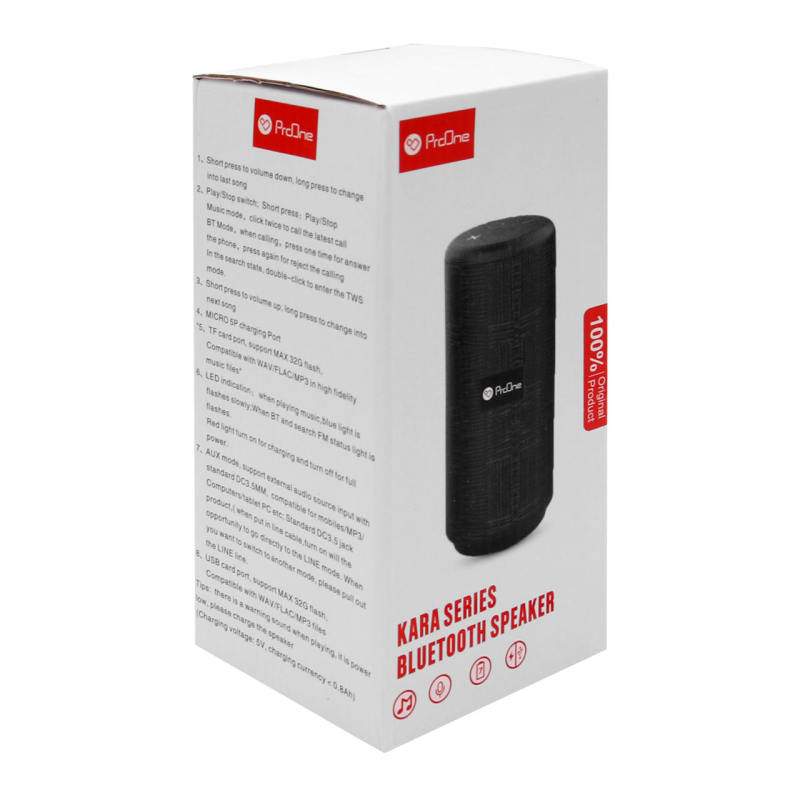 ProOne
1、Short press to volume down, long press to change
into last song
2、Play/Stop switch; Short press：Play/Stop
Music mode，click twice to call the latest call
BT Mode，when calling，press one time for answer
the phone，press again for reject the calling
In the search state, double-click to enter the TWS
mode.
3、Short press to volume up; long press to change into
next song
4、MICRO 5P charging Port
"5、TF card port, support MAX 32G flash.
Compatible with WAV/FLAC/MP3 in high fidelity
music files"
6、LED indication：when playing music,blue light is
flashes slowly;When BT and search FM status light is
flashes.
Red light turn on for charging and turn off for full
power.
7、AUX mode, support external audio source input with
standard DC3.5MM，compatible for mobiles/MP3/
Computers/tablet PC etc; Standard DC3.5 jack
product,( when put in line cable,turn on will the
opportunity to go directly to the LINE mode. When
you want to switch to another mode, please pull out
the LINE line.
8、USB card port, support MAX 32G flash.
Compatible with WAV/FLAC/MP3 files
Tips：there is a warning sound when playing, it is power
low, please charge the speaker
(Charging voltage: 5V, charging currency < 0.8Ah)
ProOne
ProOne
100% Original
Product
KARA SERIES
BLUETOOTH SPEAKER